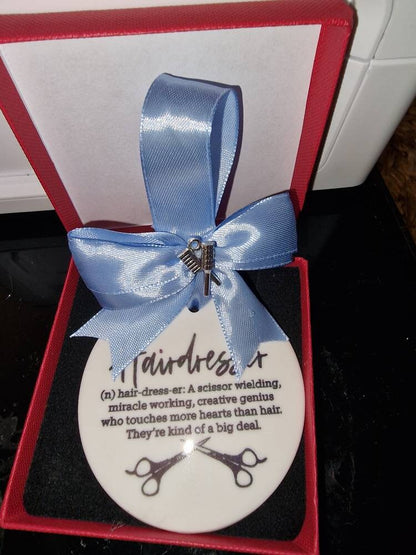 Hairdresser
(n) hair-dress-er: A scissor wielding,
miracle working, creative genius
who touches more hearts than hair.
They're kind of a big deal.